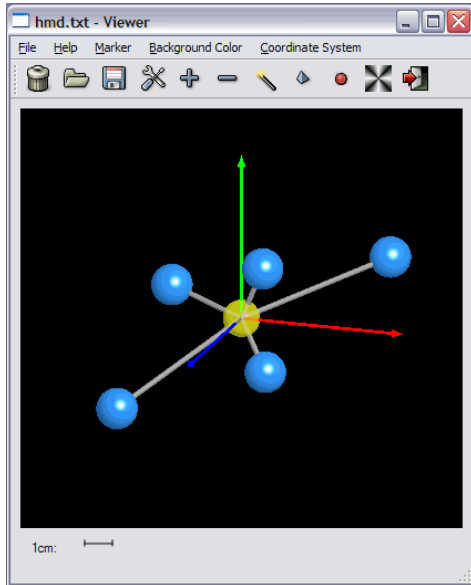 hmd.txt - Viewer
File Help Marker Background Color Coordinate System
1cm: